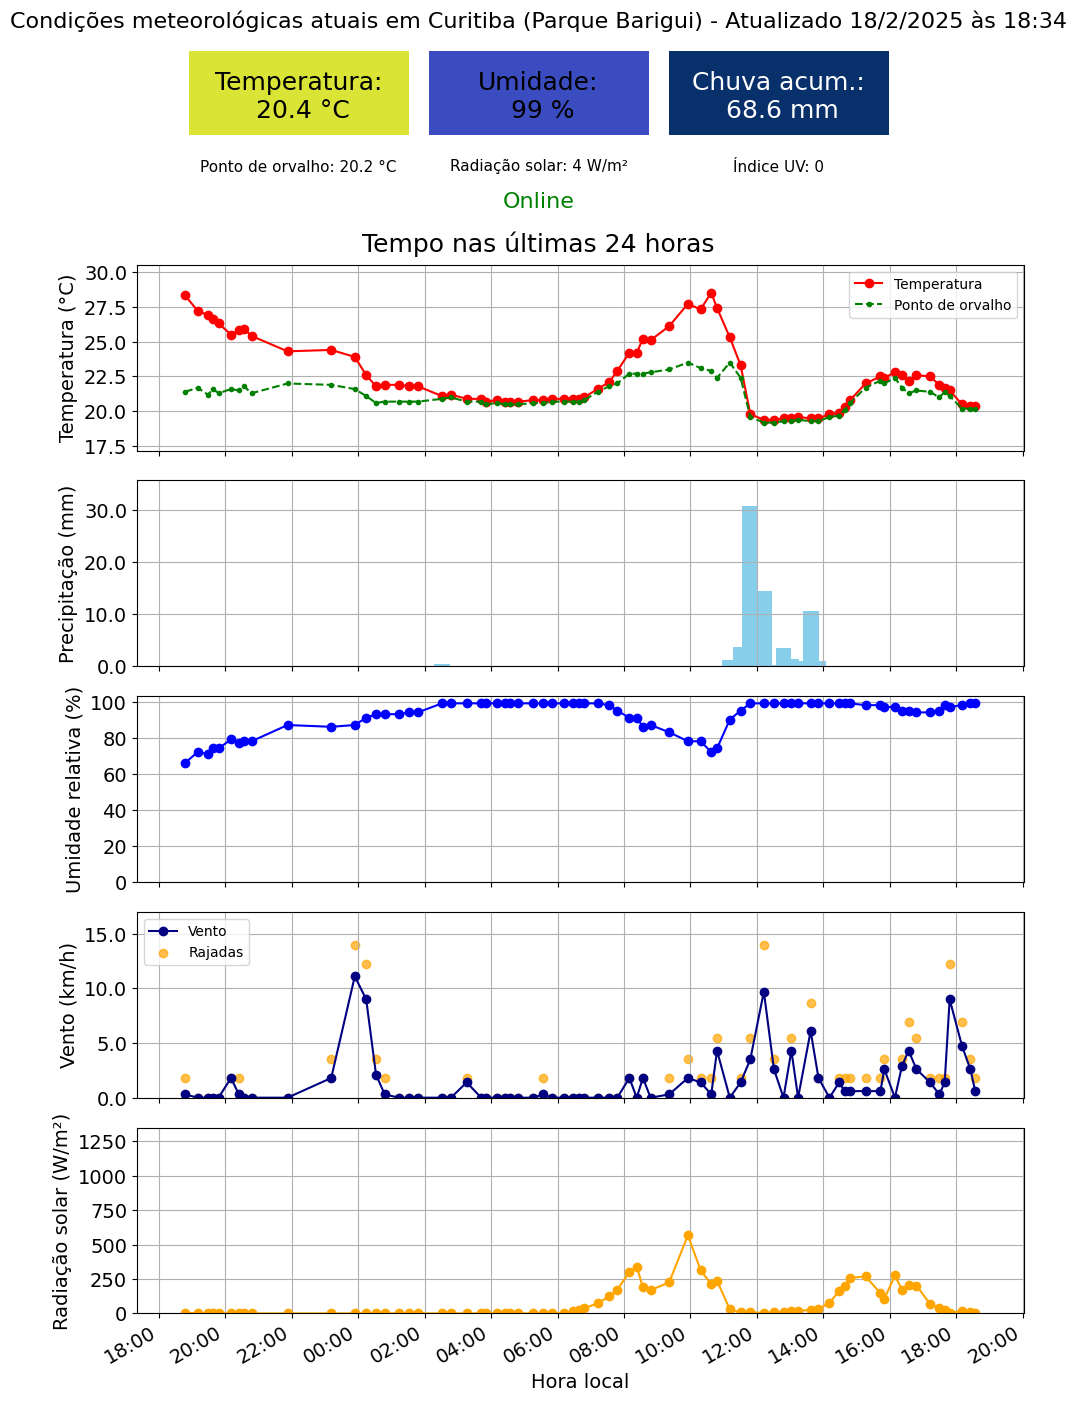 Condições meteorológicas atuais em Curitiba (Parque Barigui) - Atualizado 18/2/2025 às 18:34
Temperatura:
20.4 °C
Umidade:
99 %
Chuva acum.:
68.6 mm
Ponto de orvalho: 20.2 °C
Radiação solar: 4 W/m²
Índice UV: 0
Online
Tempo nas últimas 24 horas
Temperatura (°C)
30.0
27.5
25.0
22.5
20.0
17.5
Temperatura
Ponto de orvalho
Precipitação (mm)
30.0
20.0
10.0
0.0
Umidade relativa (%)
100
80
60
40
20
0
Vento (km/h)
15.0
10.0
5.0
0.0
Vento
Rajadas
Radiação solar (W/m²)
1250
1000
750
500
250
0
18:00
20:00
22:00
00:00
02:00
04:00
06:00
08:00
10:00
12:00
14:00
16:00
18:00
20:00
Hora local